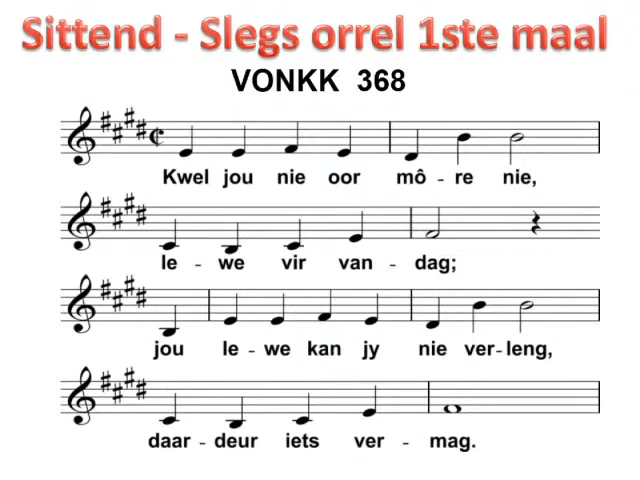 Sittend - Slegs orrel 1ste maal
VONKK 368
Kwel jou nie oor mô - re nie,
le - we vir van - dag;
jou le - we kan jy nie ver - leng,
daar - deur iets ver - mag.